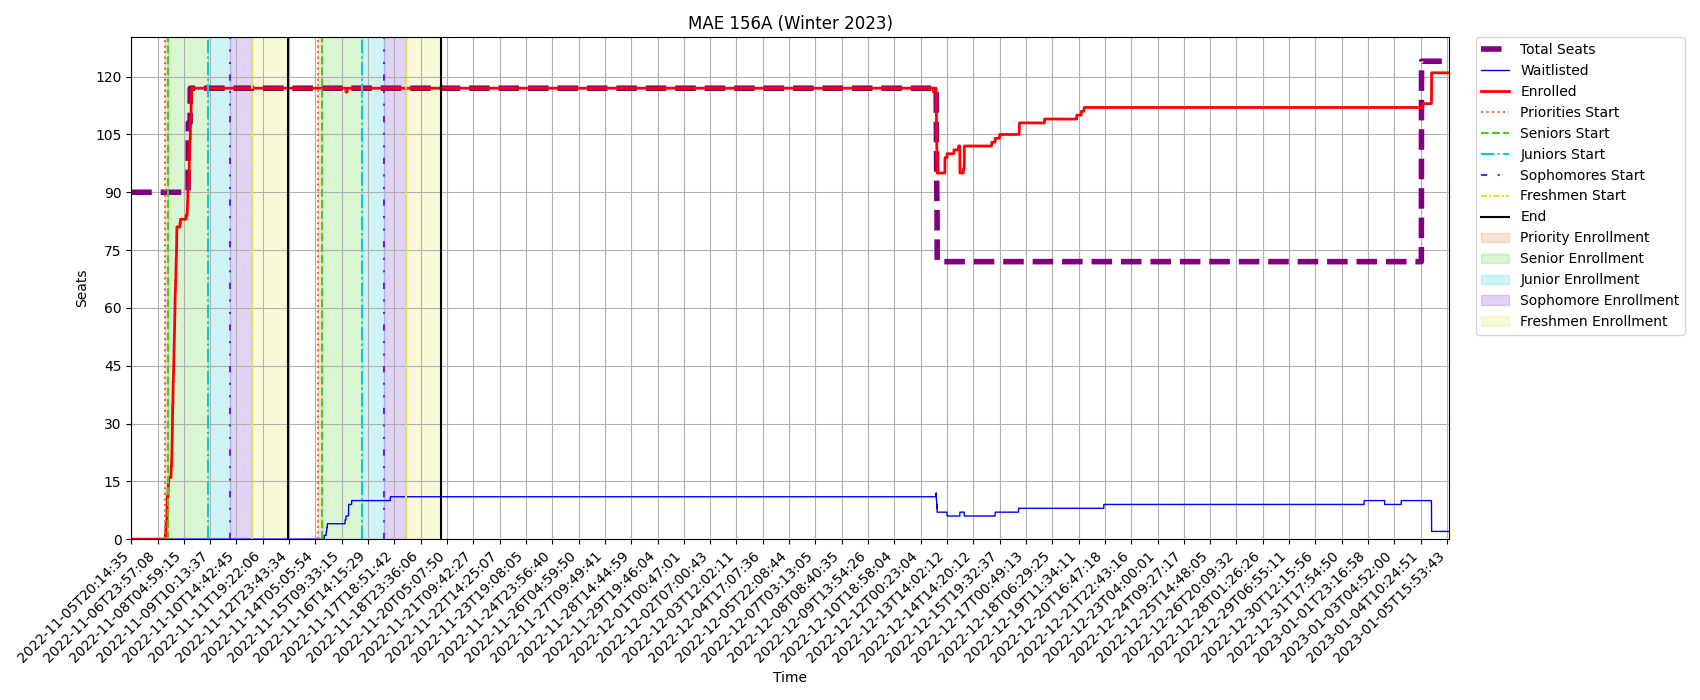 MAE 156A (Winter 2023)
Seats
120
105
90
75
60
45
30
15
0
2022-11-05T20:14:35
2022-11-06T23:57:08
2022-11-08T04:59:15
2022-11-09T10:13:37
2022-11-10T14:42:45
2022-11-11T19:22:06
2022-11-12T23:43:34
2022-11-14T05:05:54
2022-11-15T09:33:15
2022-11-16T14:15:29
2022-11-17T18:51:42
2022-11-18T23:36:06
2022-11-20T05:07:50
2022-11-21T09:42:27
2022-11-22T14:25:07
2022-11-23T19:08:05
2022-11-24T23:56:40
2022-11-26T04:59:50
2022-11-27T09:49:41
2022-11-28T14:44:59
2022-11-29T19:46:04
2022-12-01T00:47:01
2022-12-02T07:00:43
2022-12-03T12:02:11
2022-12-04T17:07:36
2022-12-05T22:08:44
2022-12-07T03:13:05
2022-12-08T08:40:35
2022-12-09T13:54:26
2022-12-10T18:58:04
2022-12-12T00:23:04
2022-12-13T14:02:12
2022-12-14T14:20:12
2022-12-15T19:32:37
2022-12-17T00:49:13
2022-12-18T06:29:25
2022-12-19T11:34:11
2022-12-20T16:47:18
2022-12-21T22:43:16
2022-12-23T04:00:01
2022-12-24T09:27:17
2022-12-25T14:48:05
2022-12-26T20:09:32
2022-12-28T01:26:26
2022-12-29T06:55:11
2022-12-30T12:15:56
2022-12-31T17:54:50
2023-01-01T23:16:58
2023-01-03T04:52:00
2023-01-04T10:24:51
2023-01-05T15:53:43
Time
Total Seats
Waitlisted
Enrolled
Priorities Start
Seniors Start
Juniors Start
Sophomores Start
Freshmen Start
End
Priority Enrollment
Senior Enrollment
Junior Enrollment
Sophomore Enrollment
Freshmen Enrollment